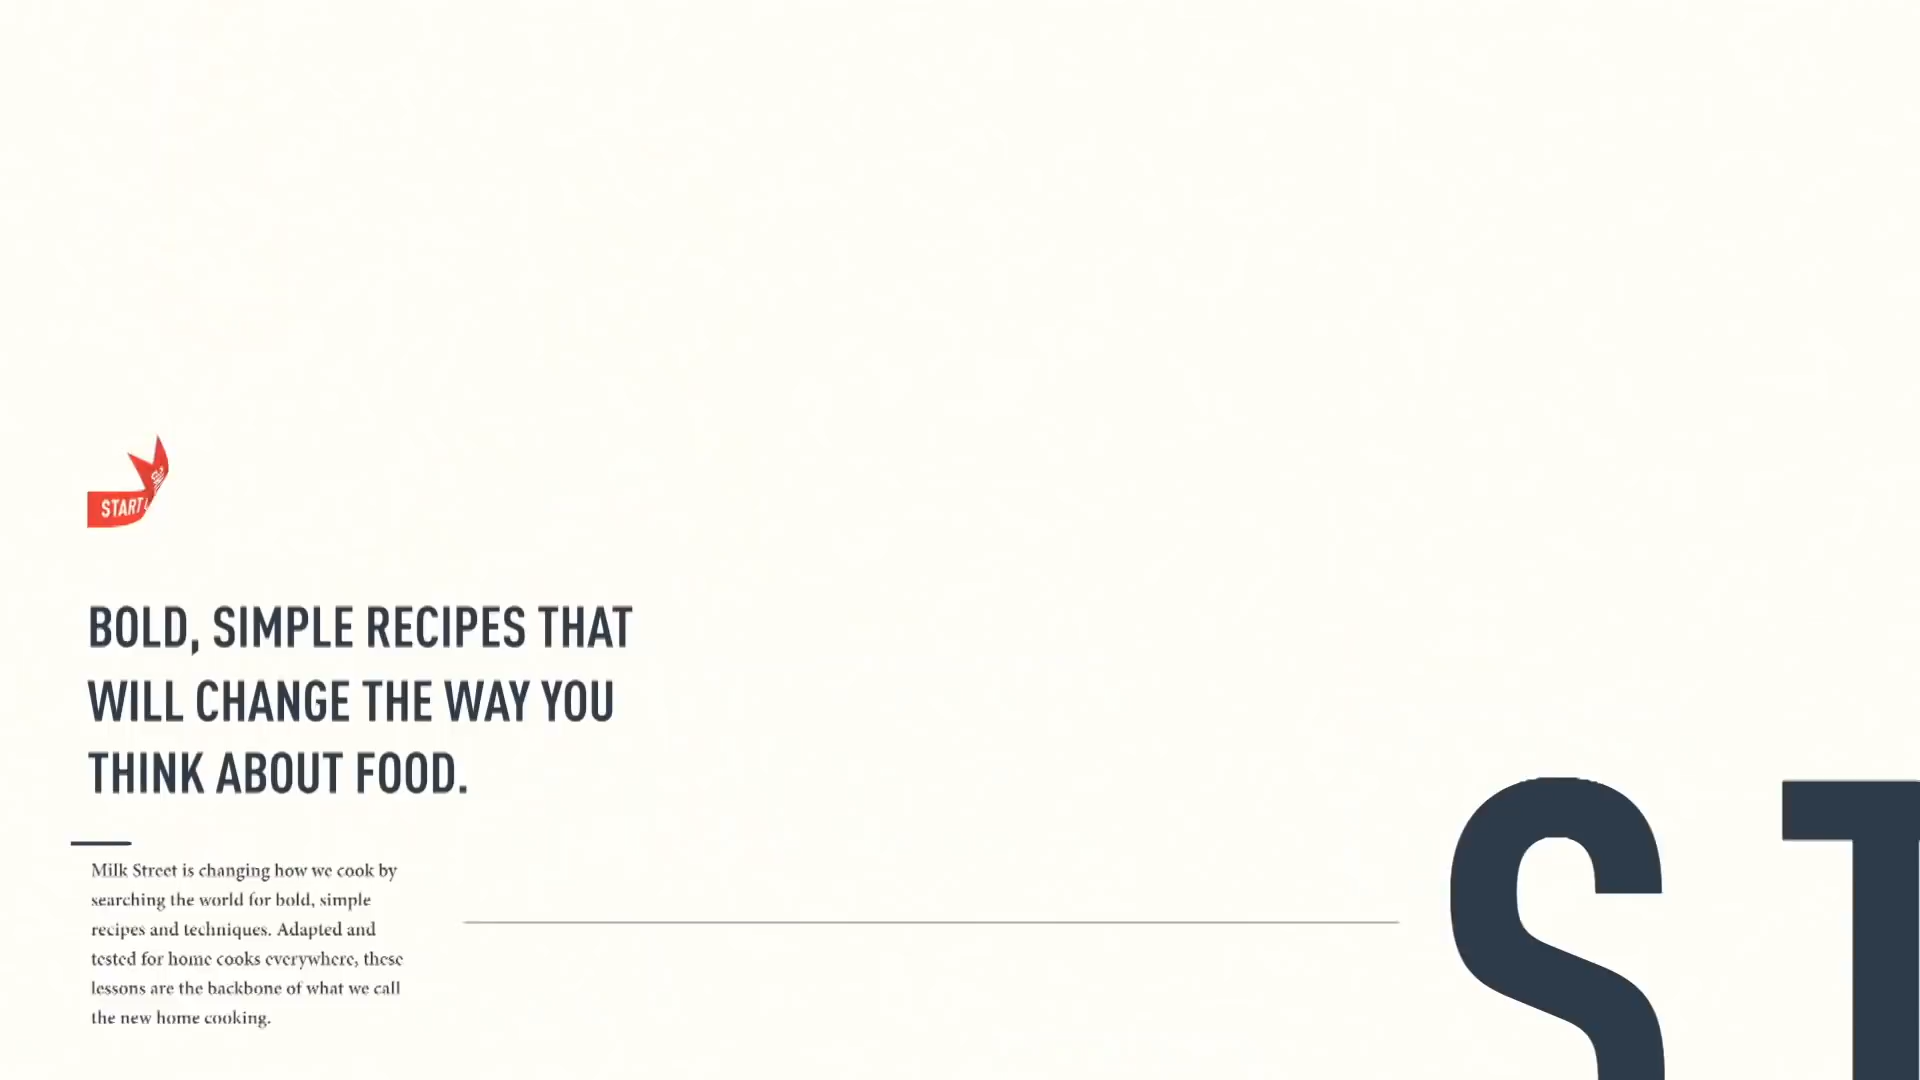 START
BOLD, SIMPLE RECIPES THAT
WILL CHANGE THE WAY YOU
THINK ABOUT FOOD.
Milk Street is changing how we cook by
searching the world for bold, simple
recipes and techniques. Adapted and
tested for home cooks everywhere, these
lessons are the backbone of what we call
the new home cooking.
ST